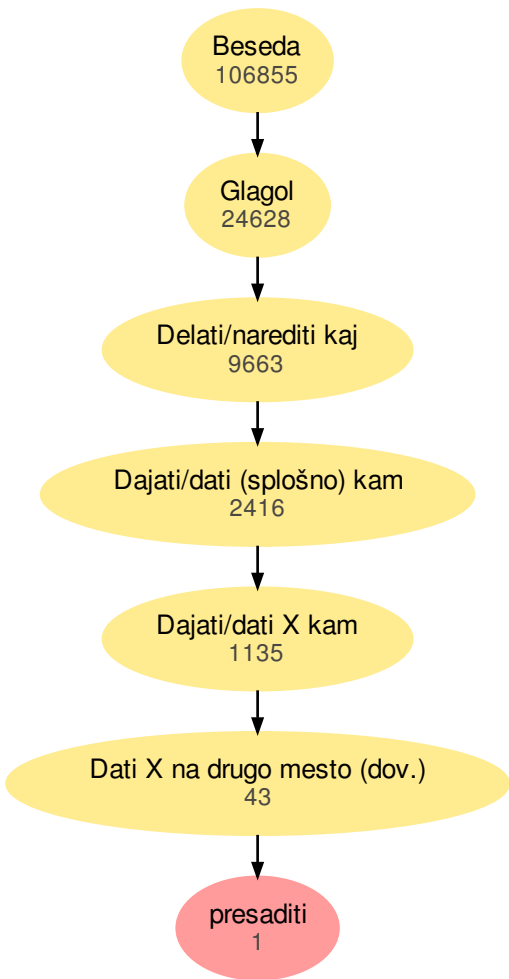 Beseda
106855
Glagol
24628
Delati/narediti kaj
9663
Dajati/dati (splošno) kam
2416
Dajati/dati X kam
1135
Dati X na drugo mesto (dov.)
43
presaditi
1